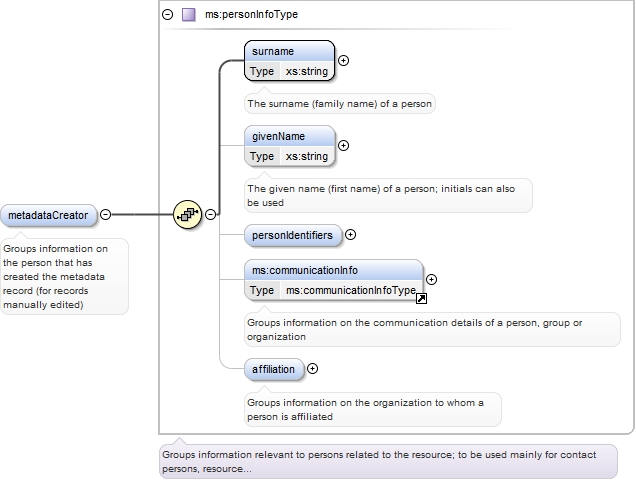 ms:personInfoType
surname
Type xs:string
The surname (family name) of a person
givenName
Type xs:string
The given name (first name) of a person; initials can also
be used
metadataCreator
Groups information on
the person that has
created the metadata
record (for records
manually edited)
personIdentifiers
ms:communicationInfo
Type ms:communicationInfoType
Groups information on the communication details of a person, group or
organization
affiliation
Groups information on the organization to whom a
person is affiliated
Groups information relevant to persons related to the resource; to be used mainly for contact
persons, resource...